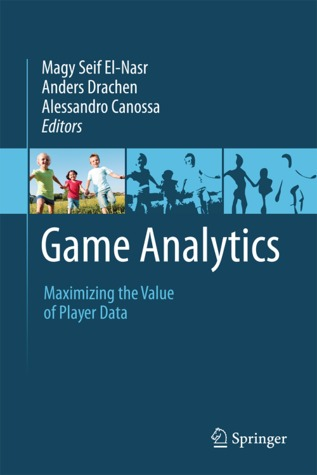 Magy Seif El-Nasr
Anders Drachen
Alessandro Canossa
Editors
Game Analytics
Maximizing the Value
of Player Data
Springer